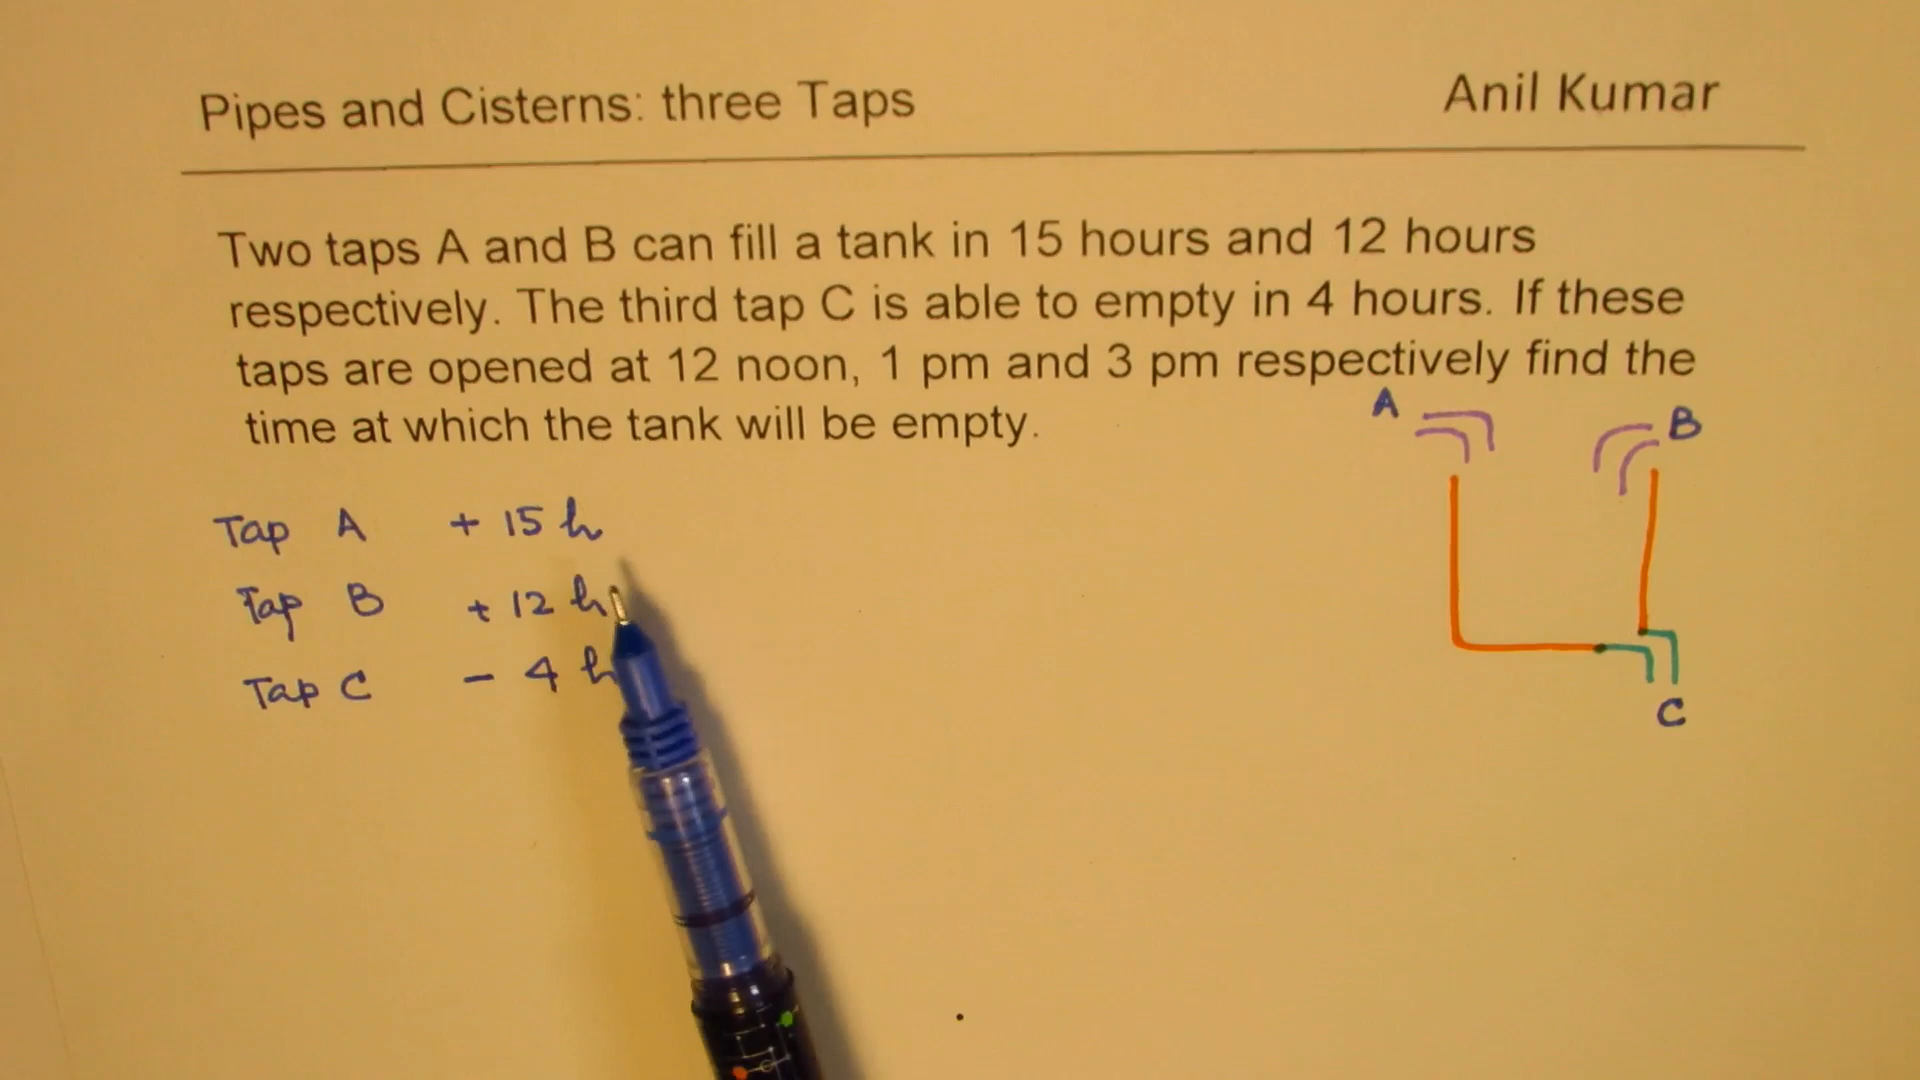 Pipes and Cisterns: three Taps
Anil Kumar
Two taps A and B can fill a tank in 15 hours and 12 hours
respectively. The third tap C is able to empty in 4 hours. If these
taps are opened at 12 noon, 1 pm and 3 pm respectively find the
time at which the tank will be empty.
A
B
Tap A + 15 h
Tap B + 12 h
Tap C - 4 h
C